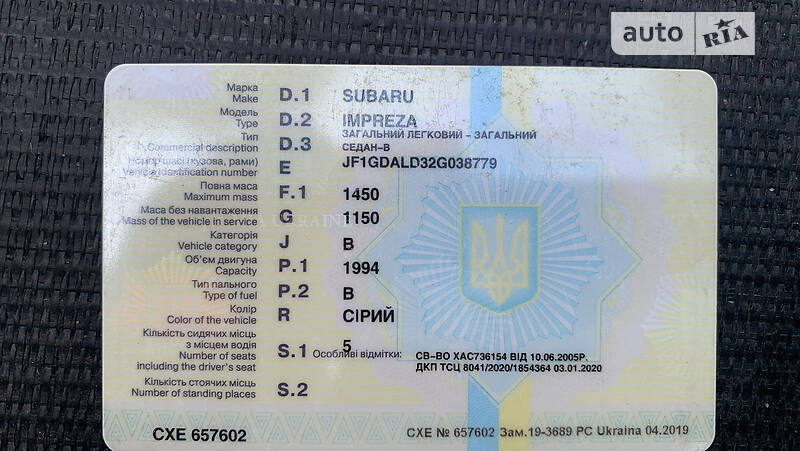 auto RIA
Марка
Make D.1 SUBARU
Модель
Type D.2 IMPREZA
Тип
Commercial description D.3 ЗАГАЛЬНИЙ ЛЕГКОВИЙ - ЗАГАЛЬНИЙ
СЕДАН-В
Номер шасі (кузова, рами)
Vehicle identification number E JF1GDALD32G038779
Повна маса
Maximum mass F.1 1450
Маса без навантаження
Mass of the vehicle in service G 1150
Категорія
Vehicle category J B
Об'єм двигуна
Capacity P.1 1994
Тип пального
Type of fuel P.2 B
Колір
Color of the vehicle R СІРИЙ
Кількість сидячих місць
з місцем водія
Number of seats
including the driver's seat S.1 5
Особливі відмітки: СВ-ВО ХАС736154 ВІД 10.06.2005Р.
ДКП ТСЦ 8041/2020/1854364 03.01.2020
Кількість стоячих місць
Number of standing places S.2
СХЕ 657602
СХЕ № 657602 Зам.19-3689 PC Ukraina 04.2019